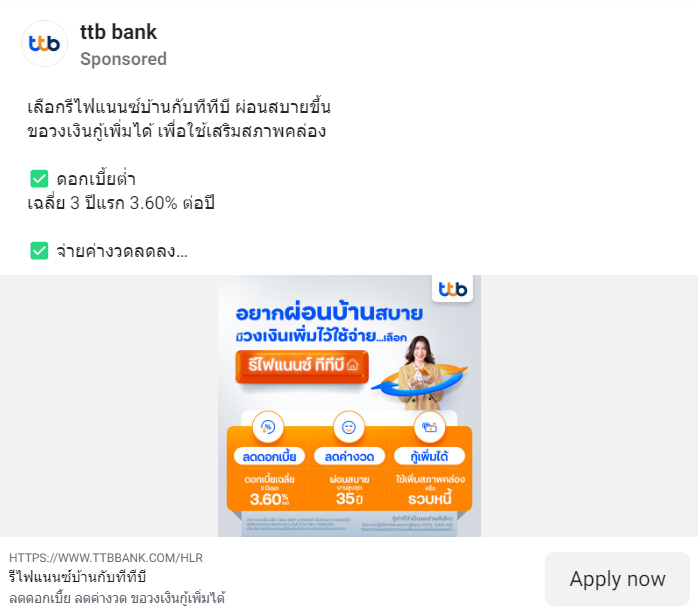 ttb bank
Sponsored
เลือกรีไฟแนนซ์บ้านกับทีทีบี ผ่อนสบายขึ้น
ขอวงเงินกู้เพิ่มได้ เพื่อใช้เสริมสภาพคล่อง
✅ ดอกเบี้ยต่ำ
เฉลี่ย 3 ปีแรก 3.60% ต่อปี
✅ จ่ายค่างวดลดลง...
ttb
อยากผ่อนบ้านสบาย
มีวงเงินเพิ่มไว้ใช้จ่าย...เลือก
รีไฟแนนซ์ ทีทีบี
ลดดอกเบี้ย
ลดค่างวด
กู้เพิ่มได้
ดอกเบี้ยเฉลี่ย
3 ปีแรก
3.60%
ผ่อนสบาย
นานสูงสุด
35 ปี
ใช้เพิ่มสภาพคล่อง
หรือ
รวบหนี้
HTTPS://WWW.TTBBANK.COM/HLR
รีไฟแนนซ์บ้านกับทีทีบี
ลดดอกเบี้ย ลดค่างวด ขอวงเงินกู้เพิ่มได้
Apply now